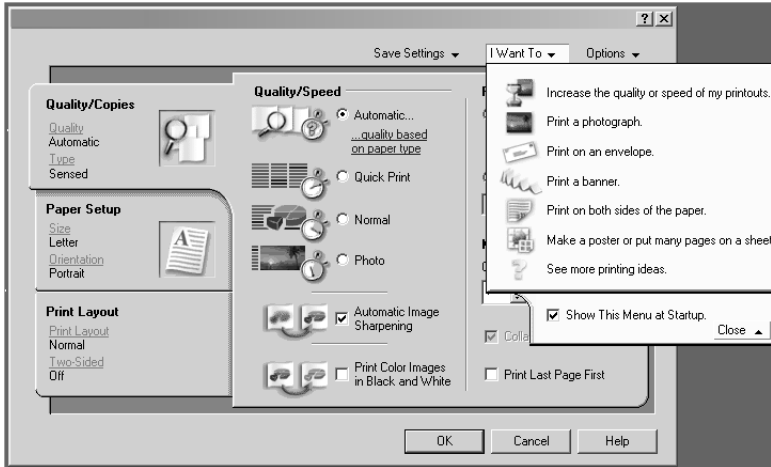 Save Settings
I Want To
Options
Quality/Copies
Quality
Automatic
Type
Sensed
Paper Setup
Size
Letter
Orientation
Portrait
Print Layout
Print Layout
Normal
Two-Sided
Off
Quality/Speed
Automatic...
...quality based
on paper type
Quick Print
Normal
Photo
Automatic Image
Sharpening
Print Color Images
in Black and White
Increase the quality or speed of my printouts.
Print a photograph.
Print on an envelope.
Print a banner.
Print on both sides of the paper.
Make a poster or put many pages on a sheet
See more printing ideas.
Show This Menu at Startup.
Close
Print Last Page First
OK
Cancel
Help